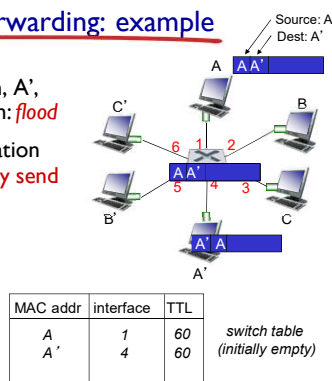 rwarding: example
Source: A
Dest: A’
A
A A’
, A’,
: flood
C’
B
ation
y send
6
1
2
A A’
5
4
3
B’
C
A’ A
A’
MAC addr interface TTL
A 1 60
A’ 4 60
switch table
(initially empty)